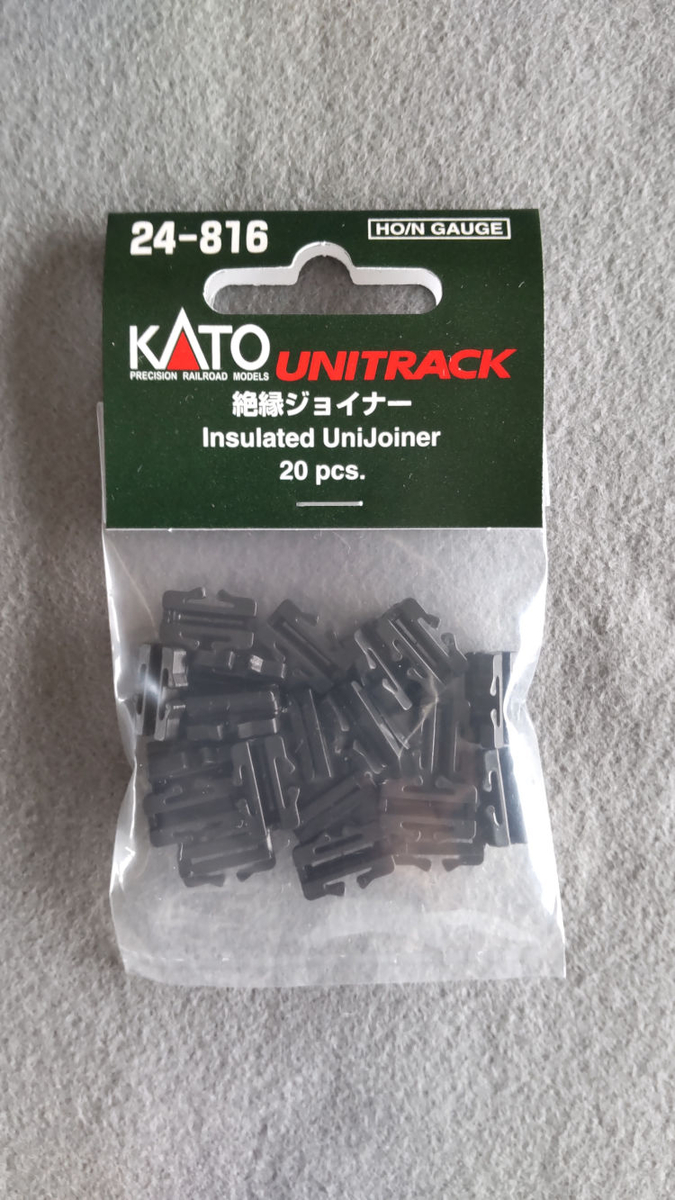 24-816
HO/N GAUGE
KATO
PRECISION RAILROAD MODELS
UNITRACK
絶縁ジョイナー
Insulated UniJoiner
20 pcs.